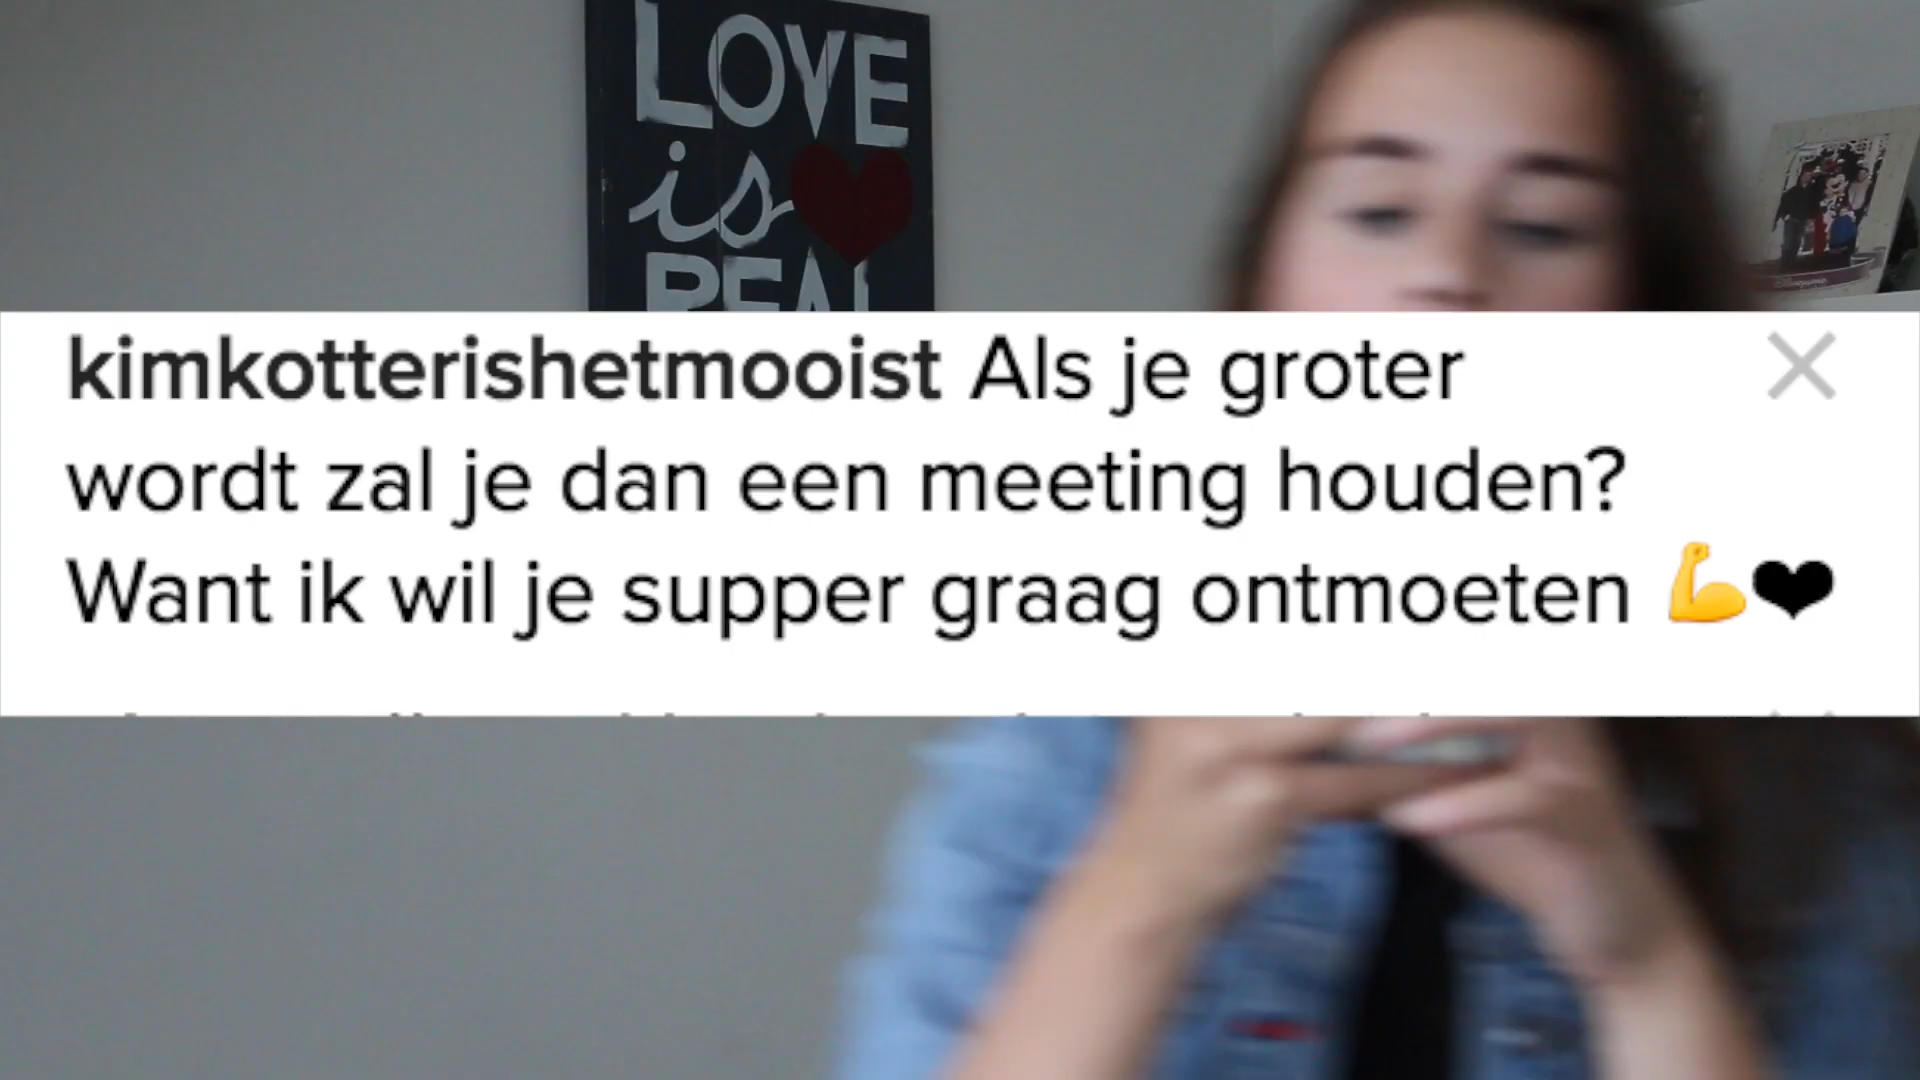 LOVE
is
REAL
kimkotterishetmooist Als je groter
wordt zal je dan een meeting houden?
Want ik wil je supper graag ontmoeten 💪❤